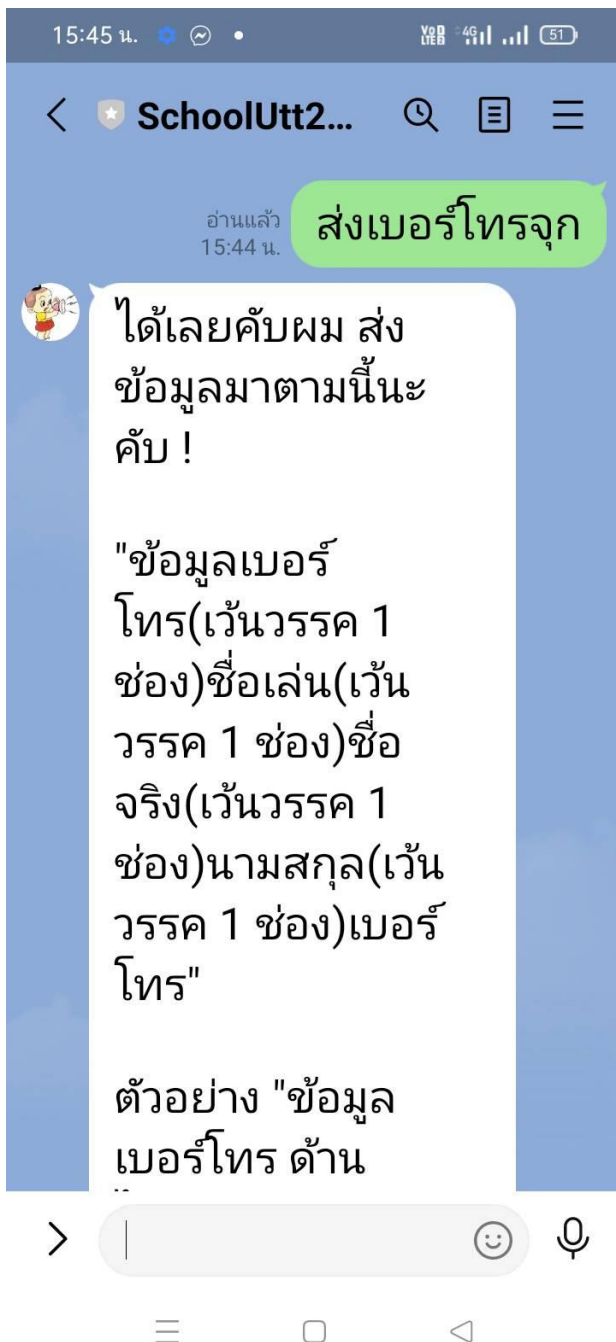 15:45 น.
VoD LTE2 4G 51
SchoolUtt2...
อ่านแล้ว
15:44 น.
ส่งเบอร์โทรจุก
ได้เลยคับผม ส่ง
ข้อมูลมาตามนี้นะ
คับ !
"ข้อมูลเบอร์
โทร(เว้นวรรค 1
ช่อง)ชื่อเล่น(เว้น
วรรค 1 ช่อง)ชื่อ
จริง(เว้นวรรค 1
ช่อง)นามสกุล(เว้น
วรรค 1 ช่อง)เบอร์
โทร"
ตัวอย่าง "ข้อมูล
เบอร์โทร ด้าน